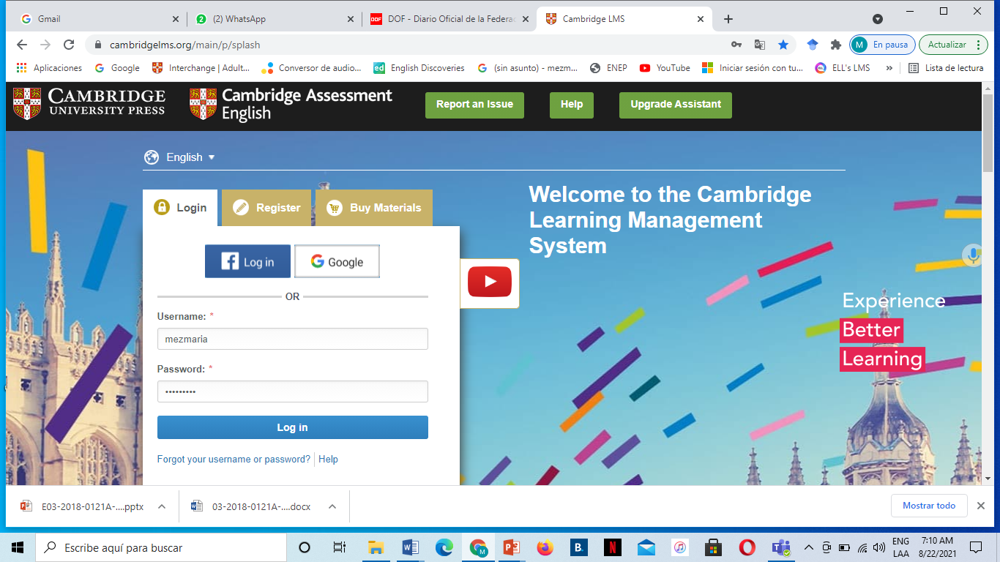 Gmail
(2) WhatsApp
DOF - Diario Oficial de la Federac
Cambridge LMS
cambridgelms.org/main/p/splash
M En pausa
Actualizar
Aplicaciones
Google
Interchange | Adult...
Conversor de audio...
English Discoveries
(sin asunto) - mezm...
ENEP
YouTube
Iniciar sesión con tu...
ELL's LMS
»
Lista de lectura
CAMBRIDGE
UNIVERSITY PRESS
Cambridge Assessment
English
Report an Issue
Help
Upgrade Assistant
English
Login
Register
Buy Materials
Welcome to the Cambridge
Learning Management
System
Log in
Google
OR
Username: *
mezmaria
Password: *
•••••••••
Log in
Forgot your username or password?
Help
Experience
Better
Learning
E03-2018-0121A-....pptx
03-2018-0121A-....docx
Mostrar todo
Escribe aquí para buscar
ENG
LAA
7:10 AM
8/22/2021